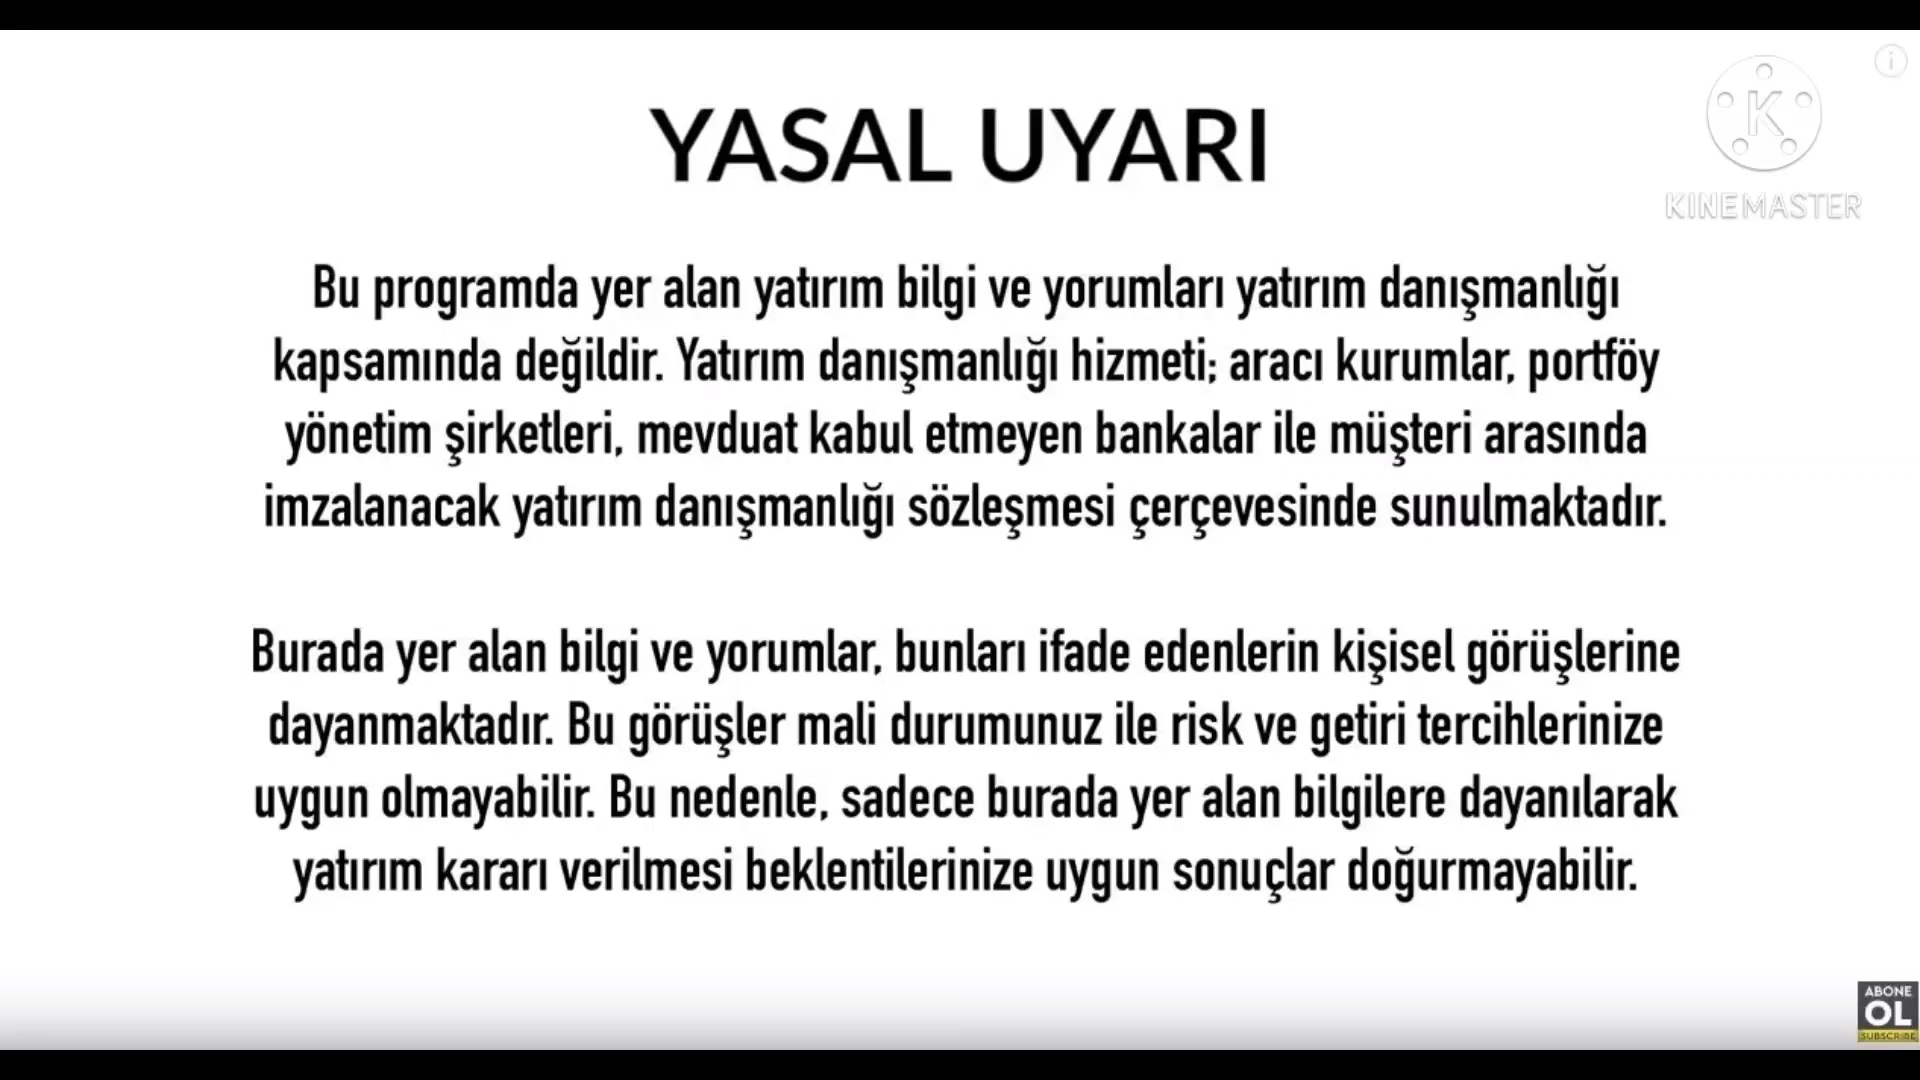 YASAL UYARI
K
KINEMASTER
Bu programda yer alan yatırım bilgi ve yorumları yatırım danışmanlığı
kapsamında değildir. Yatırım danışmanlığı hizmeti; aracı kurumlar, portföy
yönetim şirketleri, mevduat kabul etmeyen bankalar ile müşteri arasında
imzalanacak yatırım danışmanlığı sözleşmesi çerçevesinde sunulmaktadır.
Burada yer alan bilgi ve yorumlar, bunları ifade edenlerin kişisel görüşlerine
dayanmaktadır. Bu görüşler mali durumunuz ile risk ve getiri tercihlerinize
uygun olmayabilir. Bu nedenle, sadece burada yer alan bilgilere dayanılarak
yatırım kararı verilmesi beklentilerinize uygun sonuçlar doğurmayabilir.
ABONE
OL
SUBSCRIBE